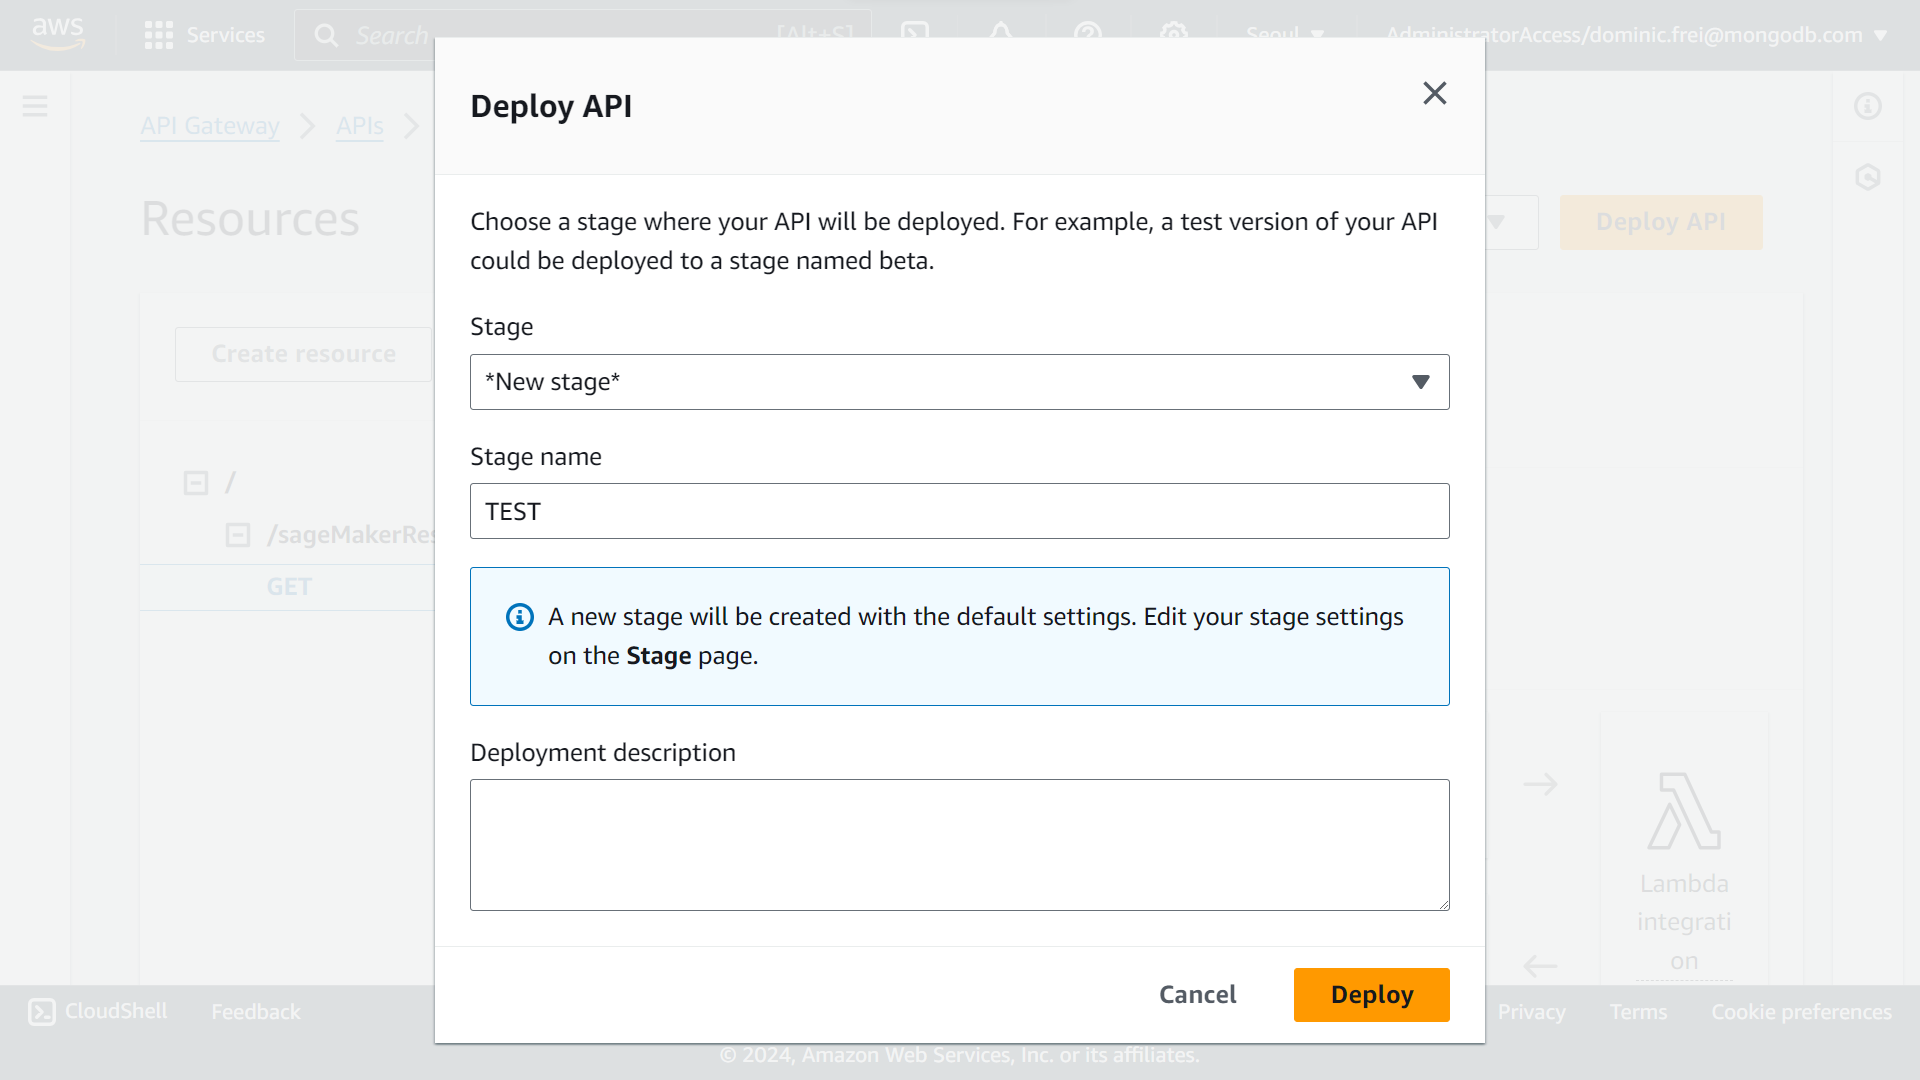 aws
Services
Search
[Alt+S]
Seoul
AdministratorAccess/dominic.frei@mongodb.com
API Gateway
APIs
Resources
Deploy API
Create resource
/
/sageMakerRes
GET
Deploy API
Choose a stage where your API will be deployed. For example, a test version of your API
could be deployed to a stage named beta.
Stage
*New stage*
Stage name
TEST
A new stage will be created with the default settings. Edit your stage settings
on the Stage page.
Deployment description
Cancel
Deploy
Lambda
integrati
on
CloudShell
Feedback
Privacy
Terms
Cookie preferences
© 2024, Amazon Web Services, Inc. or its affiliates.